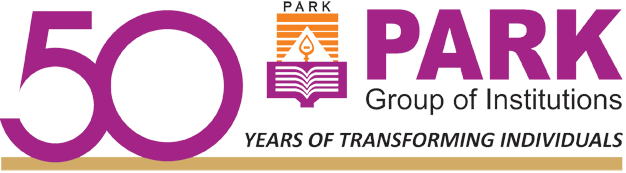 50
PARK
PARK
Group of Institutions
YEARS OF TRANSFORMING INDIVIDUALS